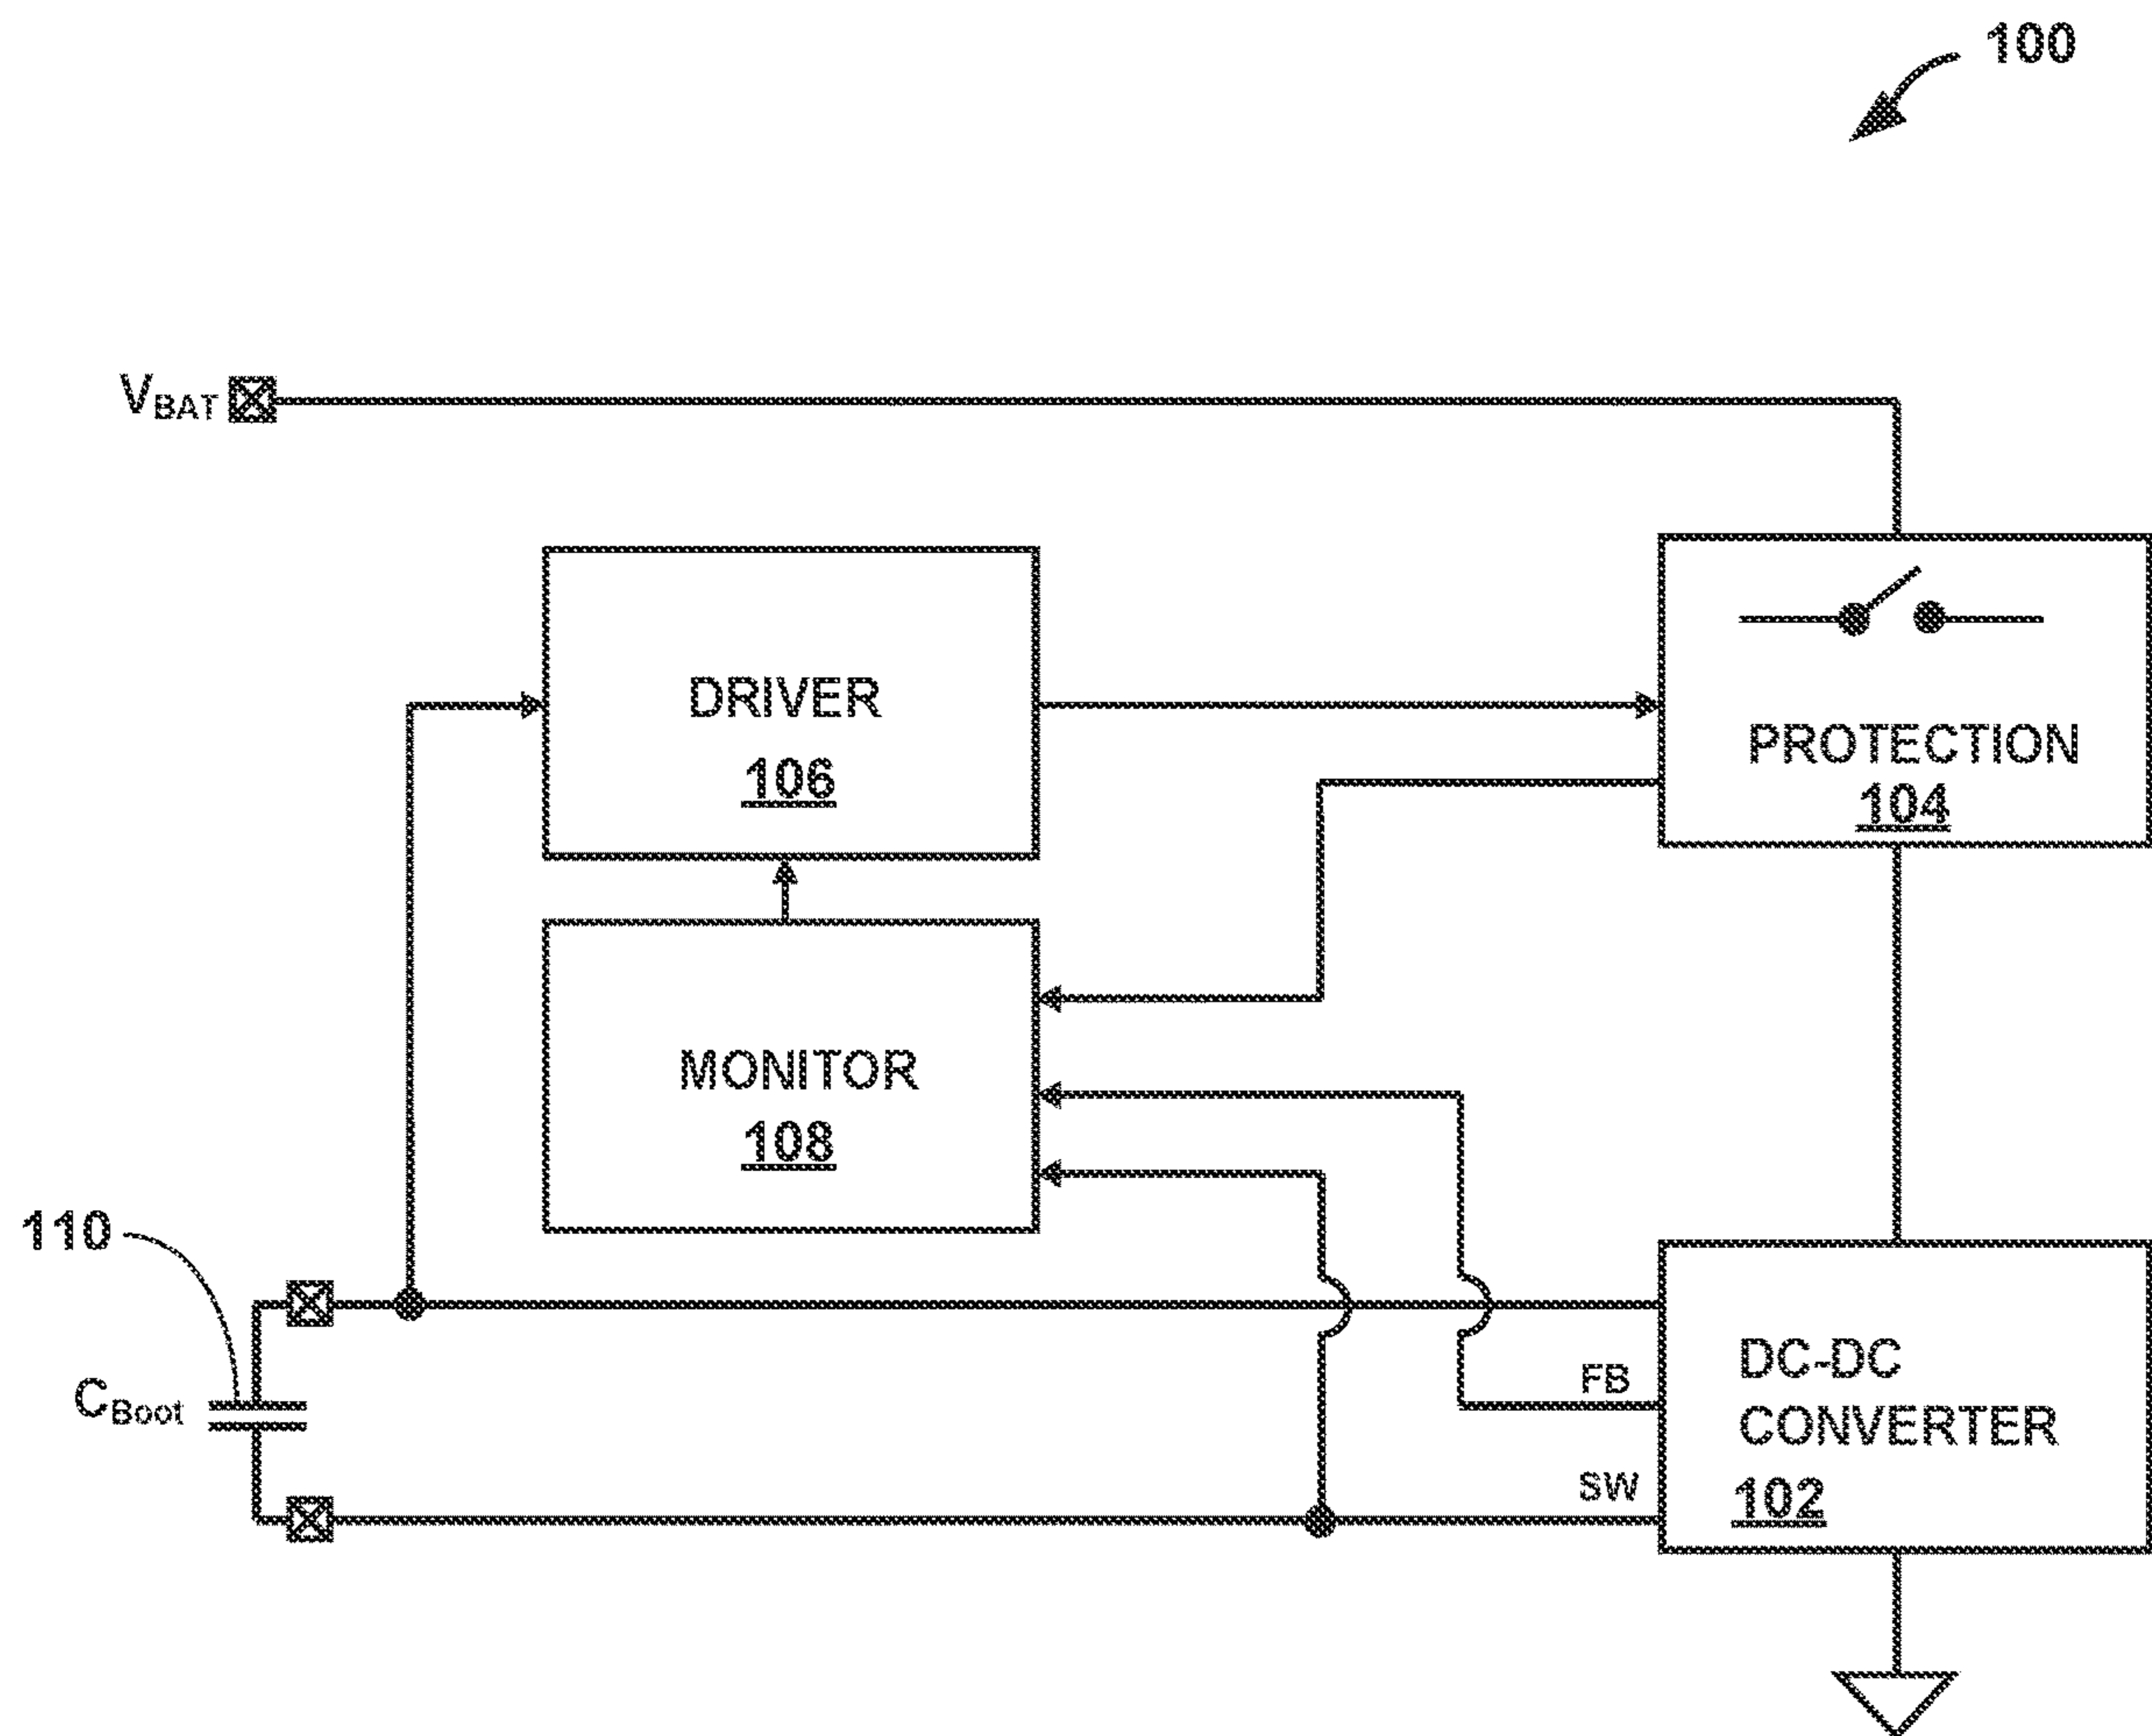 100
VBAT
DRIVER
106
PROTECTION
104
MONITOR
108
110
CBoot
FB
SW
DC-DC
CONVERTER
102